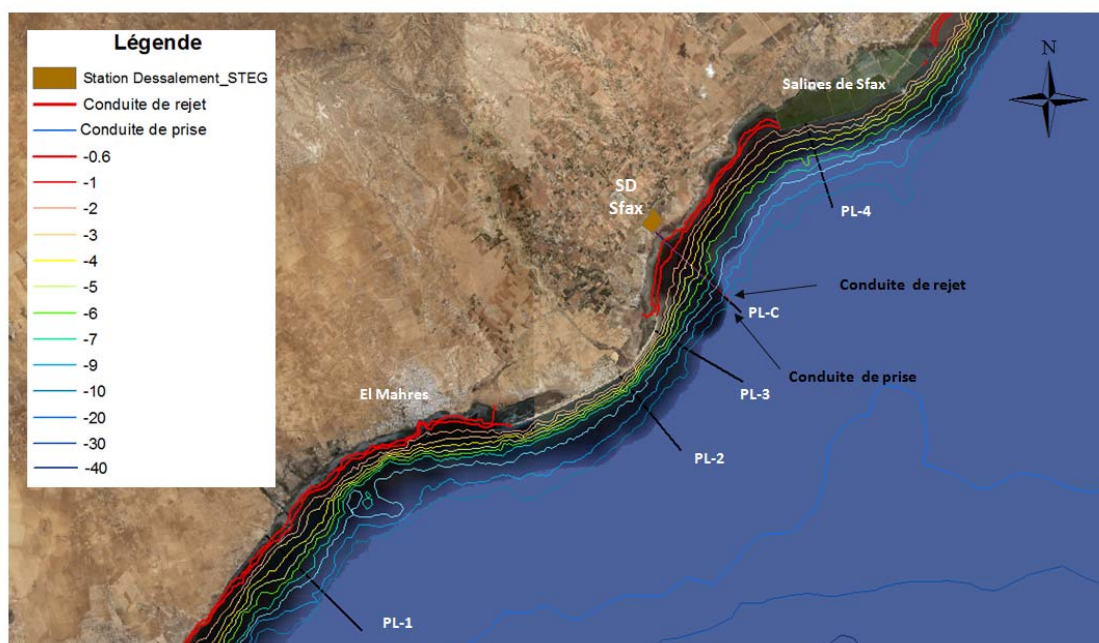 Légende
Station Dessalement_STEG
Conduite de rejet
Conduite de prise
-0.6
-1
-2
-3
-4
-5
-6
-7
-9
-10
-20
-30
-40
N
Salines de Sfax
SD
Sfax
PL-4
Conduite de rejet
PL-C
Conduite de prise
PL-3
El Mahres
PL-2
PL-1